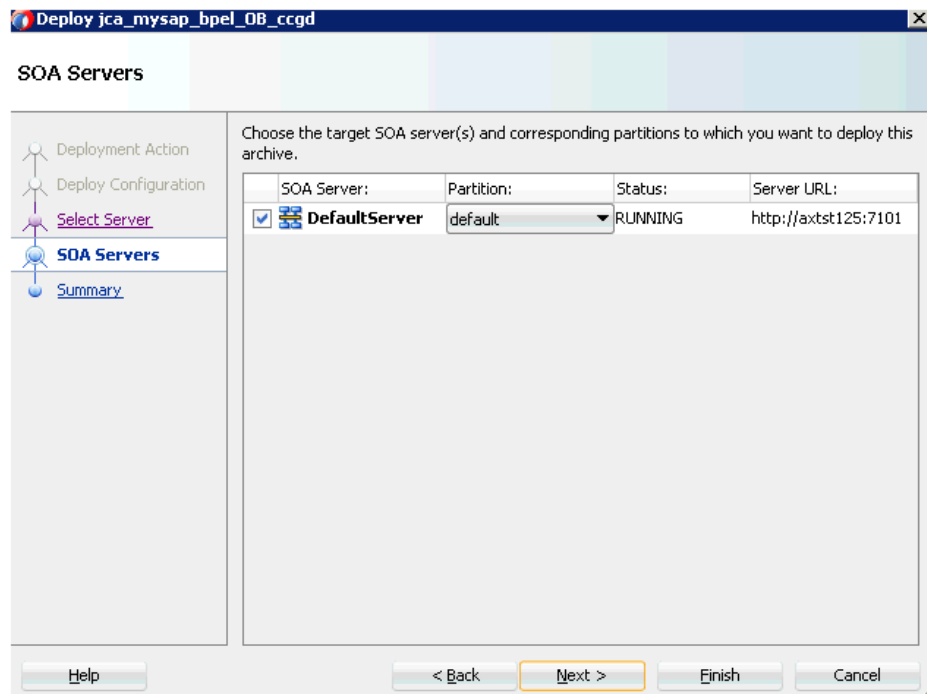 Deploy jca_mysap_bpel_OB_ccgd
SOA Servers
Deployment Action
Deploy Configuration
Select Server
SOA Servers
Summary
Choose the target SOA server(s) and corresponding partitions to which you want to deploy this
archive.
SOA Server: Partition: Status: Server URL:
DefaultServer default RUNNING http://axtst125:7101
Help < Back Next > Finish Cancel